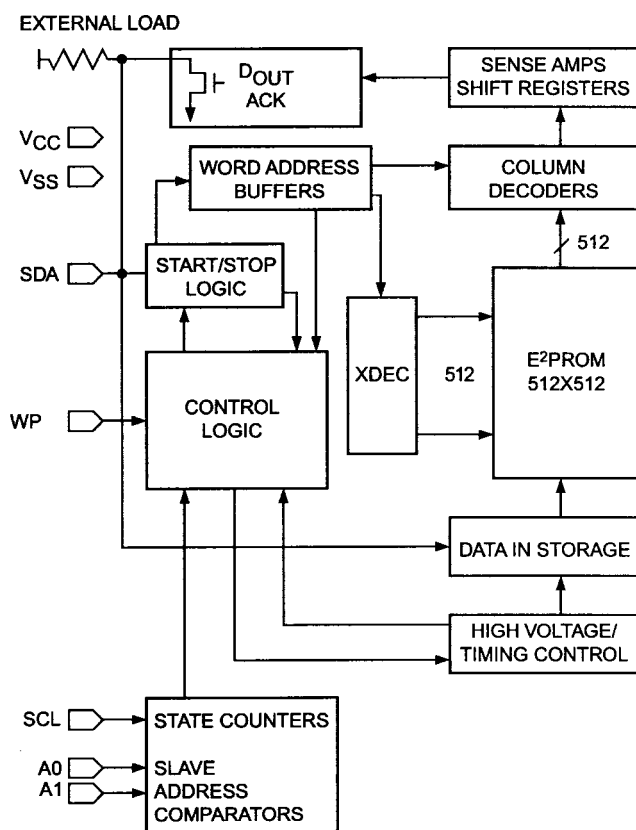 EXTERNAL LOAD
DOUT
ACK
SENSE AMPS
SHIFT REGISTERS
VCC
VSS
WORD ADDRESS
BUFFERS
COLUMN
DECODERS
512
SDA
START/STOP
LOGIC
XDEC
512
E²PROM
512X512
WP
CONTROL
LOGIC
DATA IN STORAGE
HIGH VOLTAGE/
TIMING CONTROL
SCL
STATE COUNTERS
A0
SLAVE
A1
ADDRESS
COMPARATORS